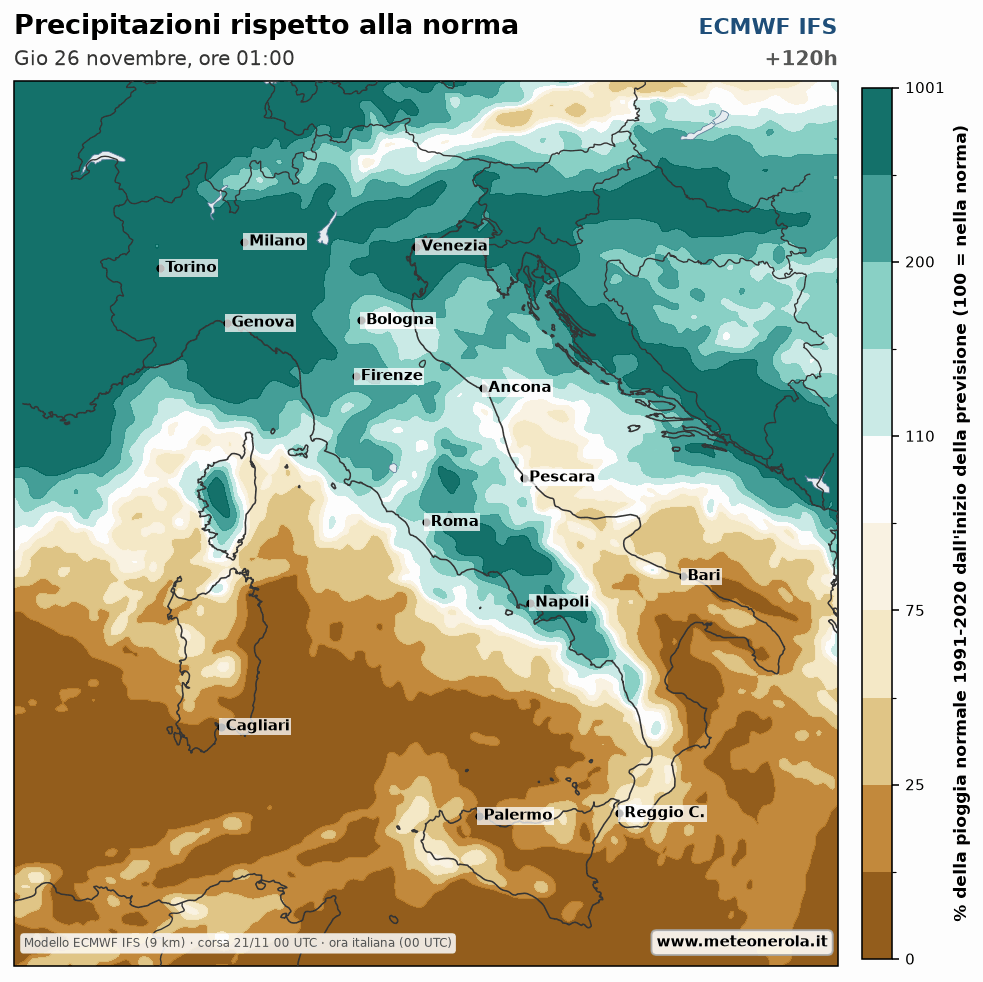 Precipitazioni rispetto alla norma
ECMWF IFS
Gio 26 novembre, ore 01:00
+120h
1001
200
110
75
25
0
% della pioggia normale 1991-2020 dall'inizio della previsione (100 = nella norma)
Milano
Venezia
Torino
Genova
Bologna
Firenze
Ancona
Pescara
Roma
Bari
Napoli
Cagliari
Palermo
Reggio C.
Modello ECMWF IFS (9 km) · corsa 21/11 00 UTC · ora italiana (00 UTC)
www.meteonerola.it